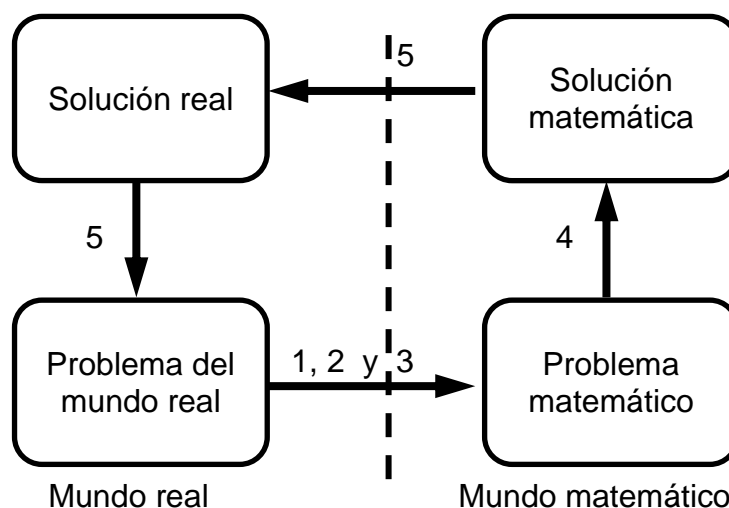 5
Solución real
Solución
matemática
5
4
Problema del
mundo real
1, 2 y 3
Problema
matemático
Mundo real
Mundo matemático